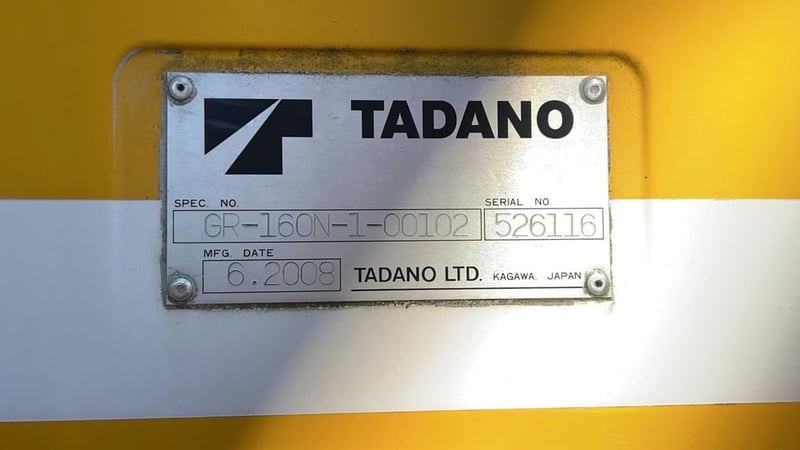 TADANO
SPEC. NO. SERIAL NO.
GR-160N-1-00102 526116
MFG. DATE
6.2008 TADANO LTD. KAGAWA, JAPAN